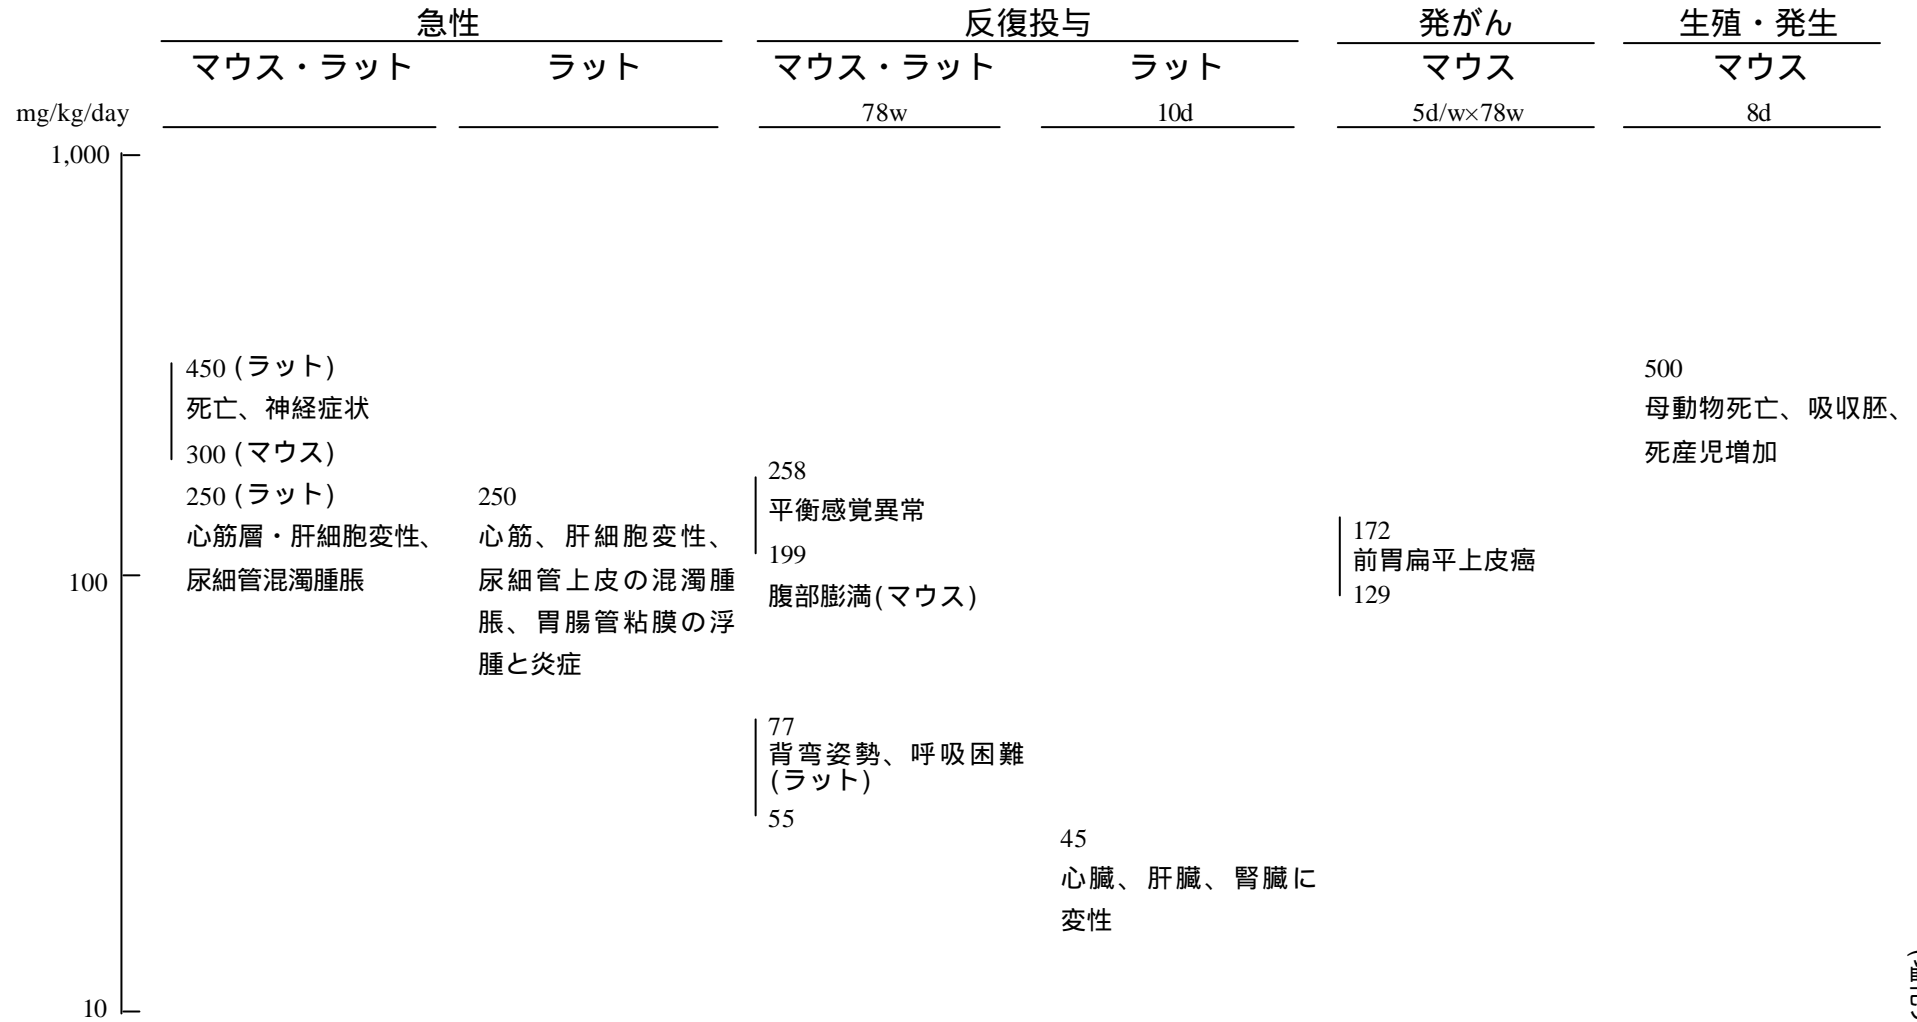 急性 反復投与 発がん 生殖・発生
マウス・ラット ラット マウス・ラット ラット マウス マウス
mg/kg/day 78w 10d 5d/w×78w 8d
1,000
100
10
450 (ラット)
死亡、神経症状
300 (マウス)
250 (ラット)
心筋層・肝細胞変性、
尿細管混濁腫脹
250
心筋、肝細胞変性、
尿細管上皮の混濁腫
脹、胃腸管粘膜の浮
腫と炎症
258
平衡感覚異常
199
腹部膨満(マウス)
77
背弯姿勢、呼吸困難
(ラット)
55
45
心臓、肝臓、腎臓に
変性
172
前胃扁平上皮癌
129
500
母動物死亡、吸収胚、
死産児増加